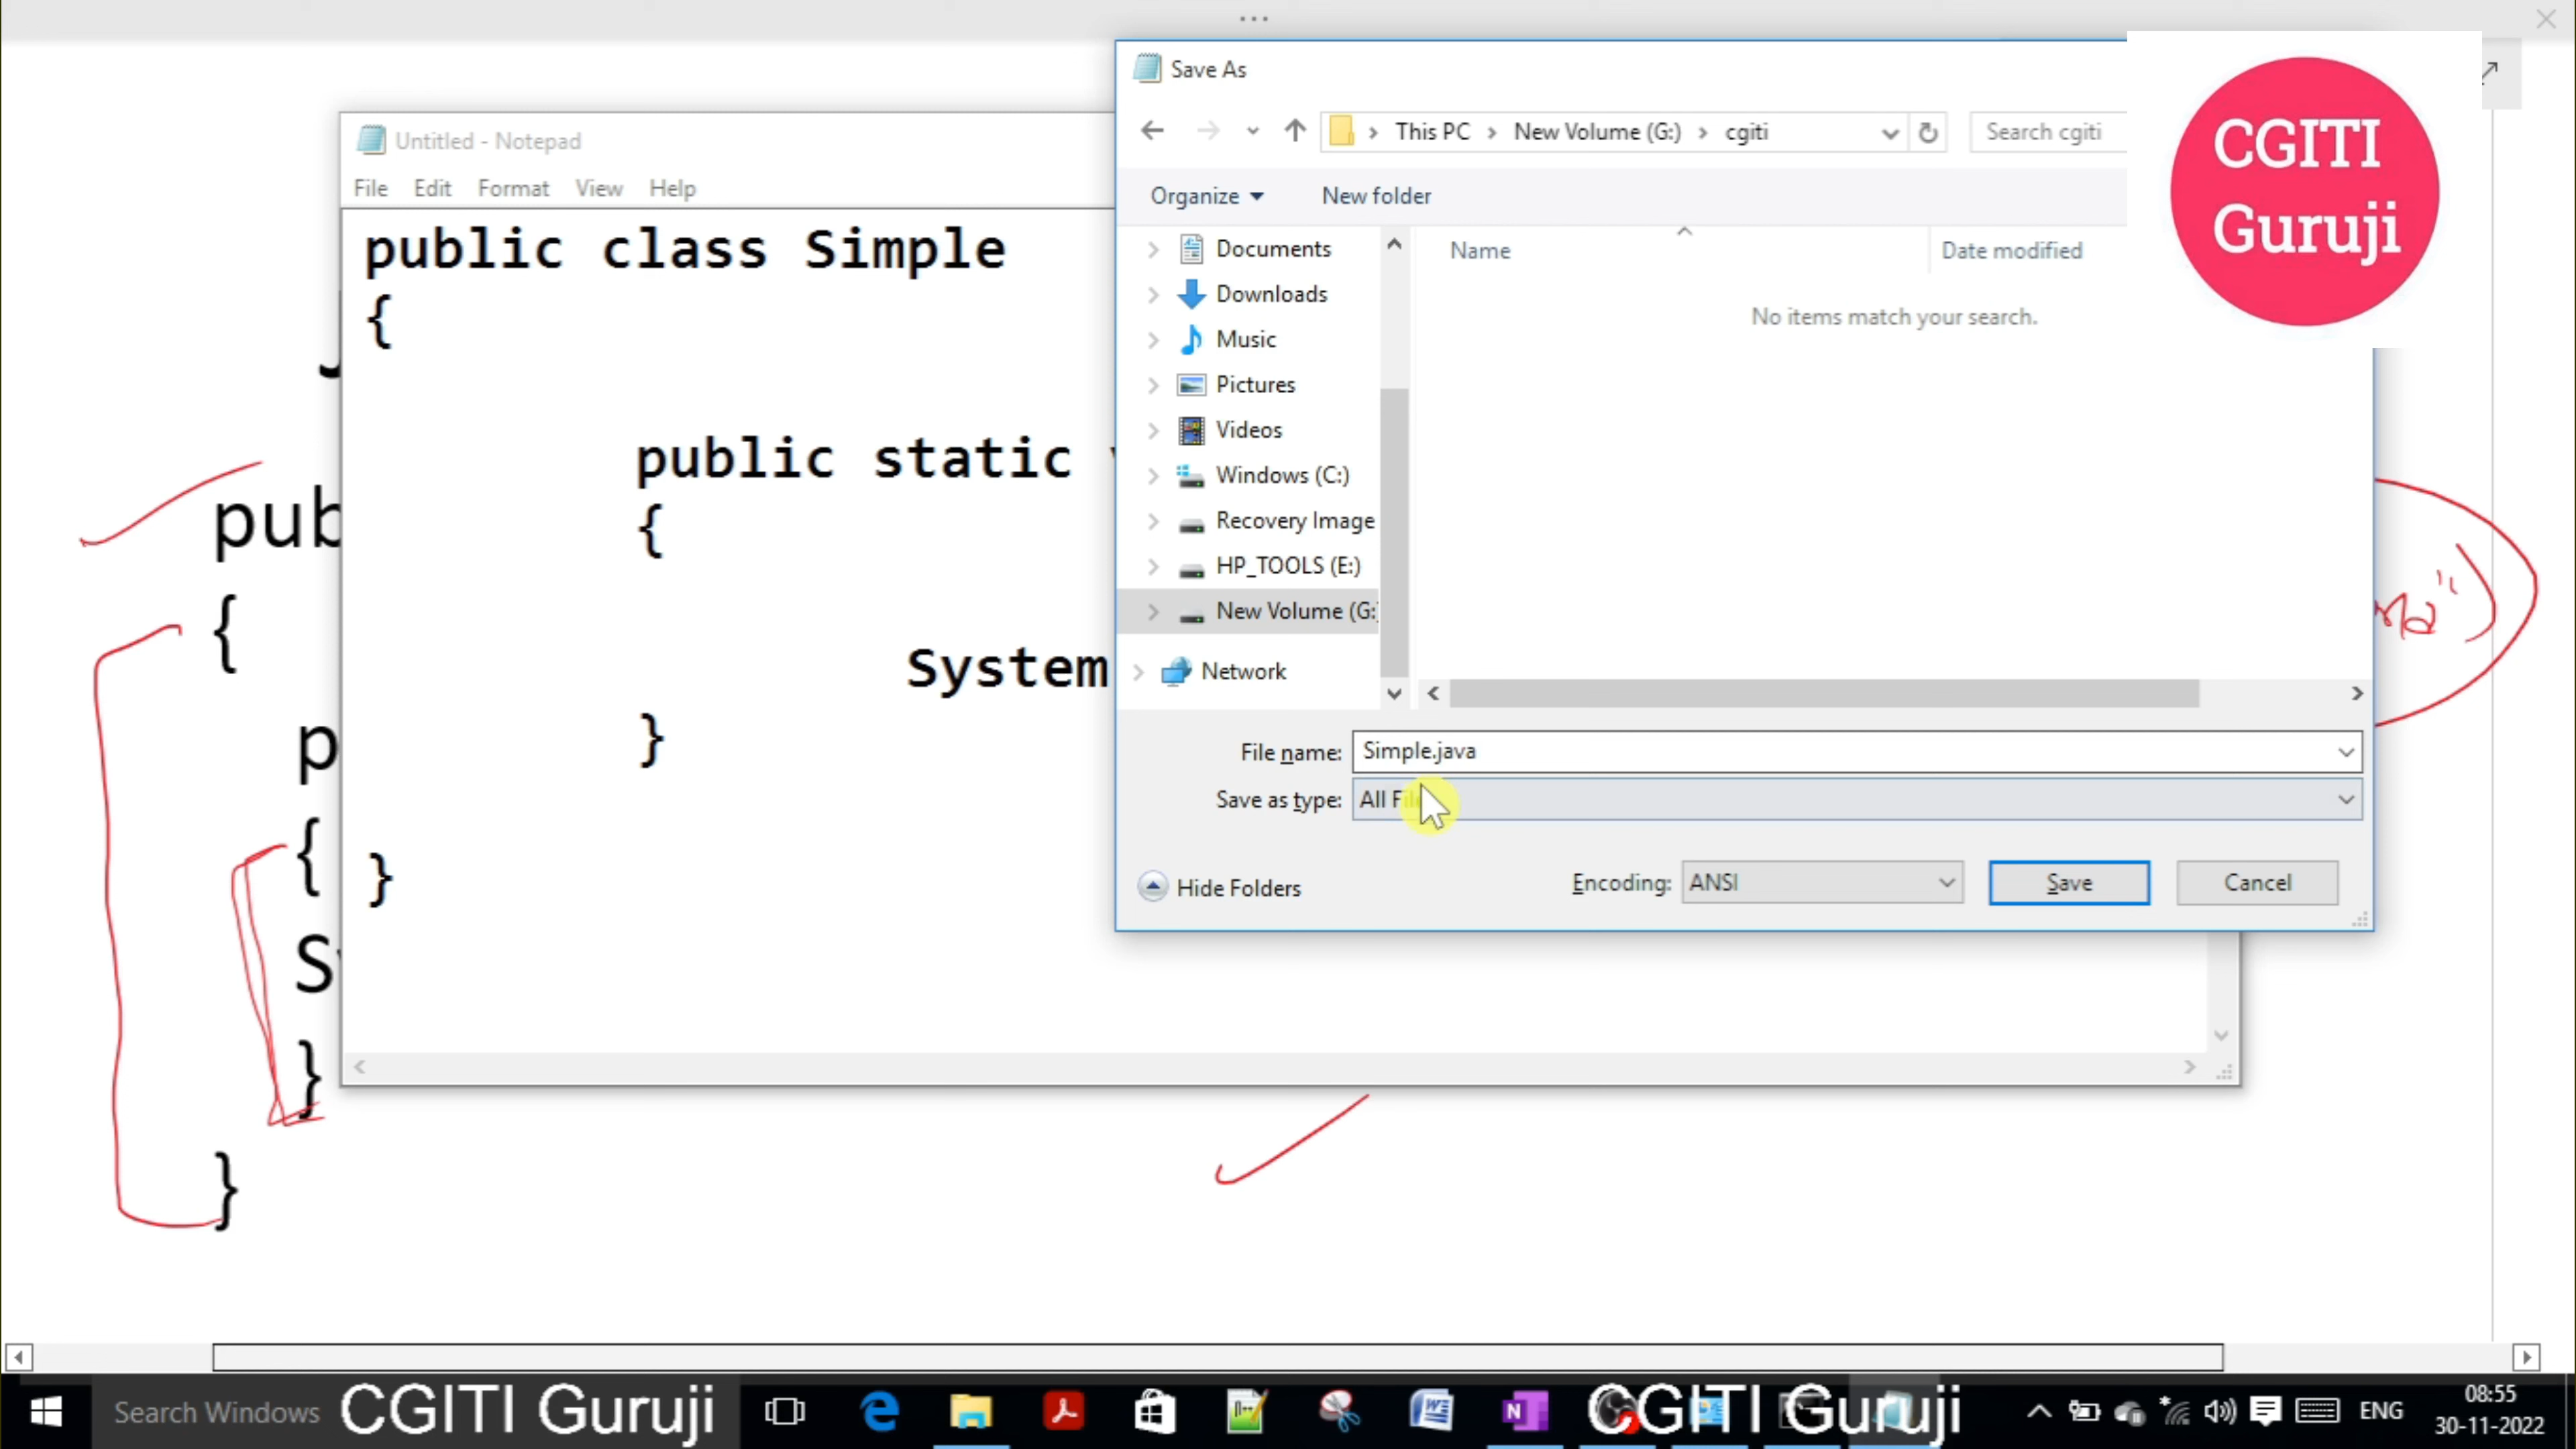 Save As
CGITI
Guruji
This PC > New Volume (G:) > cgiti
Search cgiti
Untitled - Notepad
File Edit Format View Help
Organize
New folder
public class Simple
{
public static
{
System
}
}
Documents
Downloads
Music
Pictures
Videos
Windows (C:)
Recovery Image
HP_TOOLS (E:)
New Volume (G:
Network
Name
Date modified
No items match your search.
File name: Simple.java
Save as type: All
Hide Folders
Encoding: ANSI
Save
Cancel
pub
{
p
{
S
}
}
Search Windows
CGITI Guruji
CGITI Guruji
ENG
08:55
30-11-2022